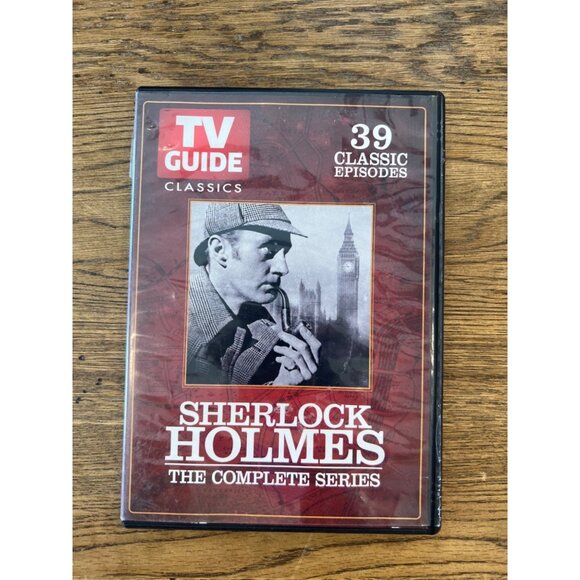 TV
GUIDE
CLASSICS
39
CLASSIC
EPISODES
SHERLOCK
HOLMES
THE COMPLETE SERIES